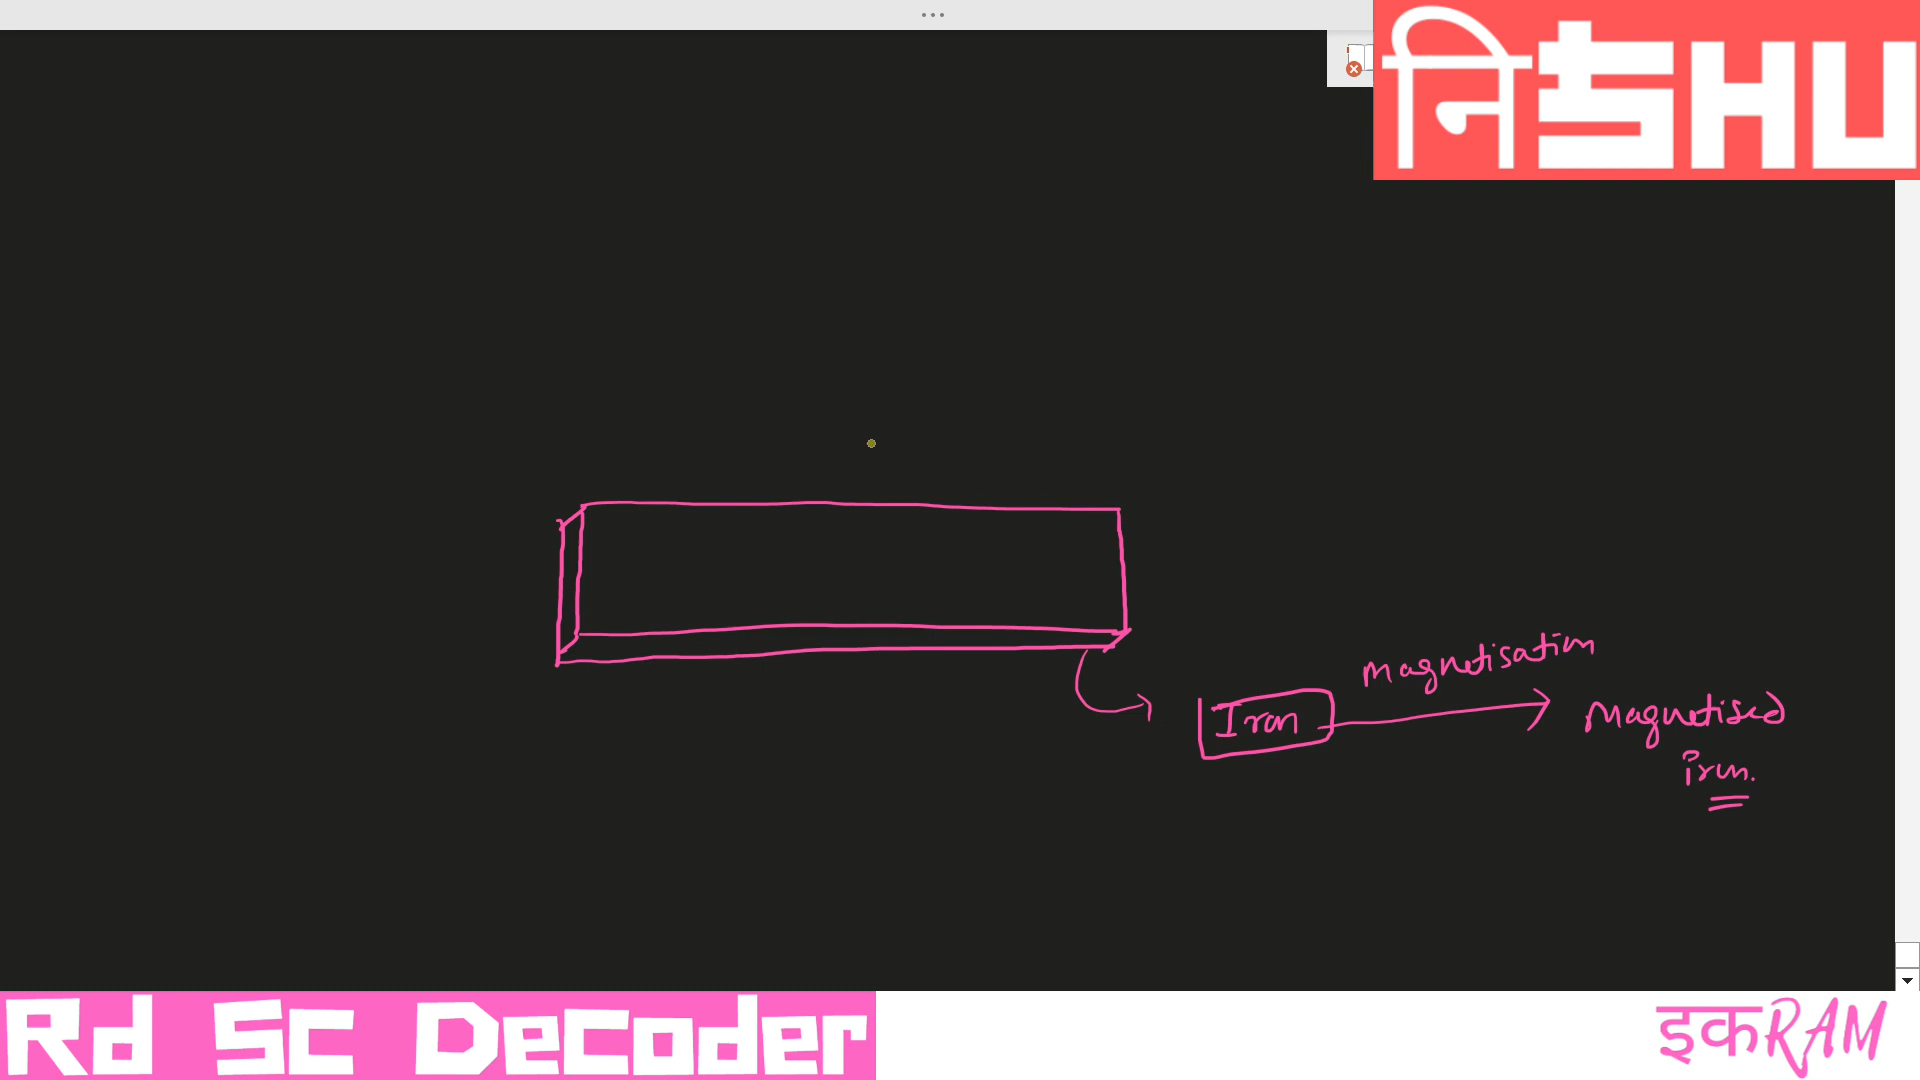 निSHU
magnetisation
Iron
Magnetised
iron.
Rd Sc Decoder
इकRAM